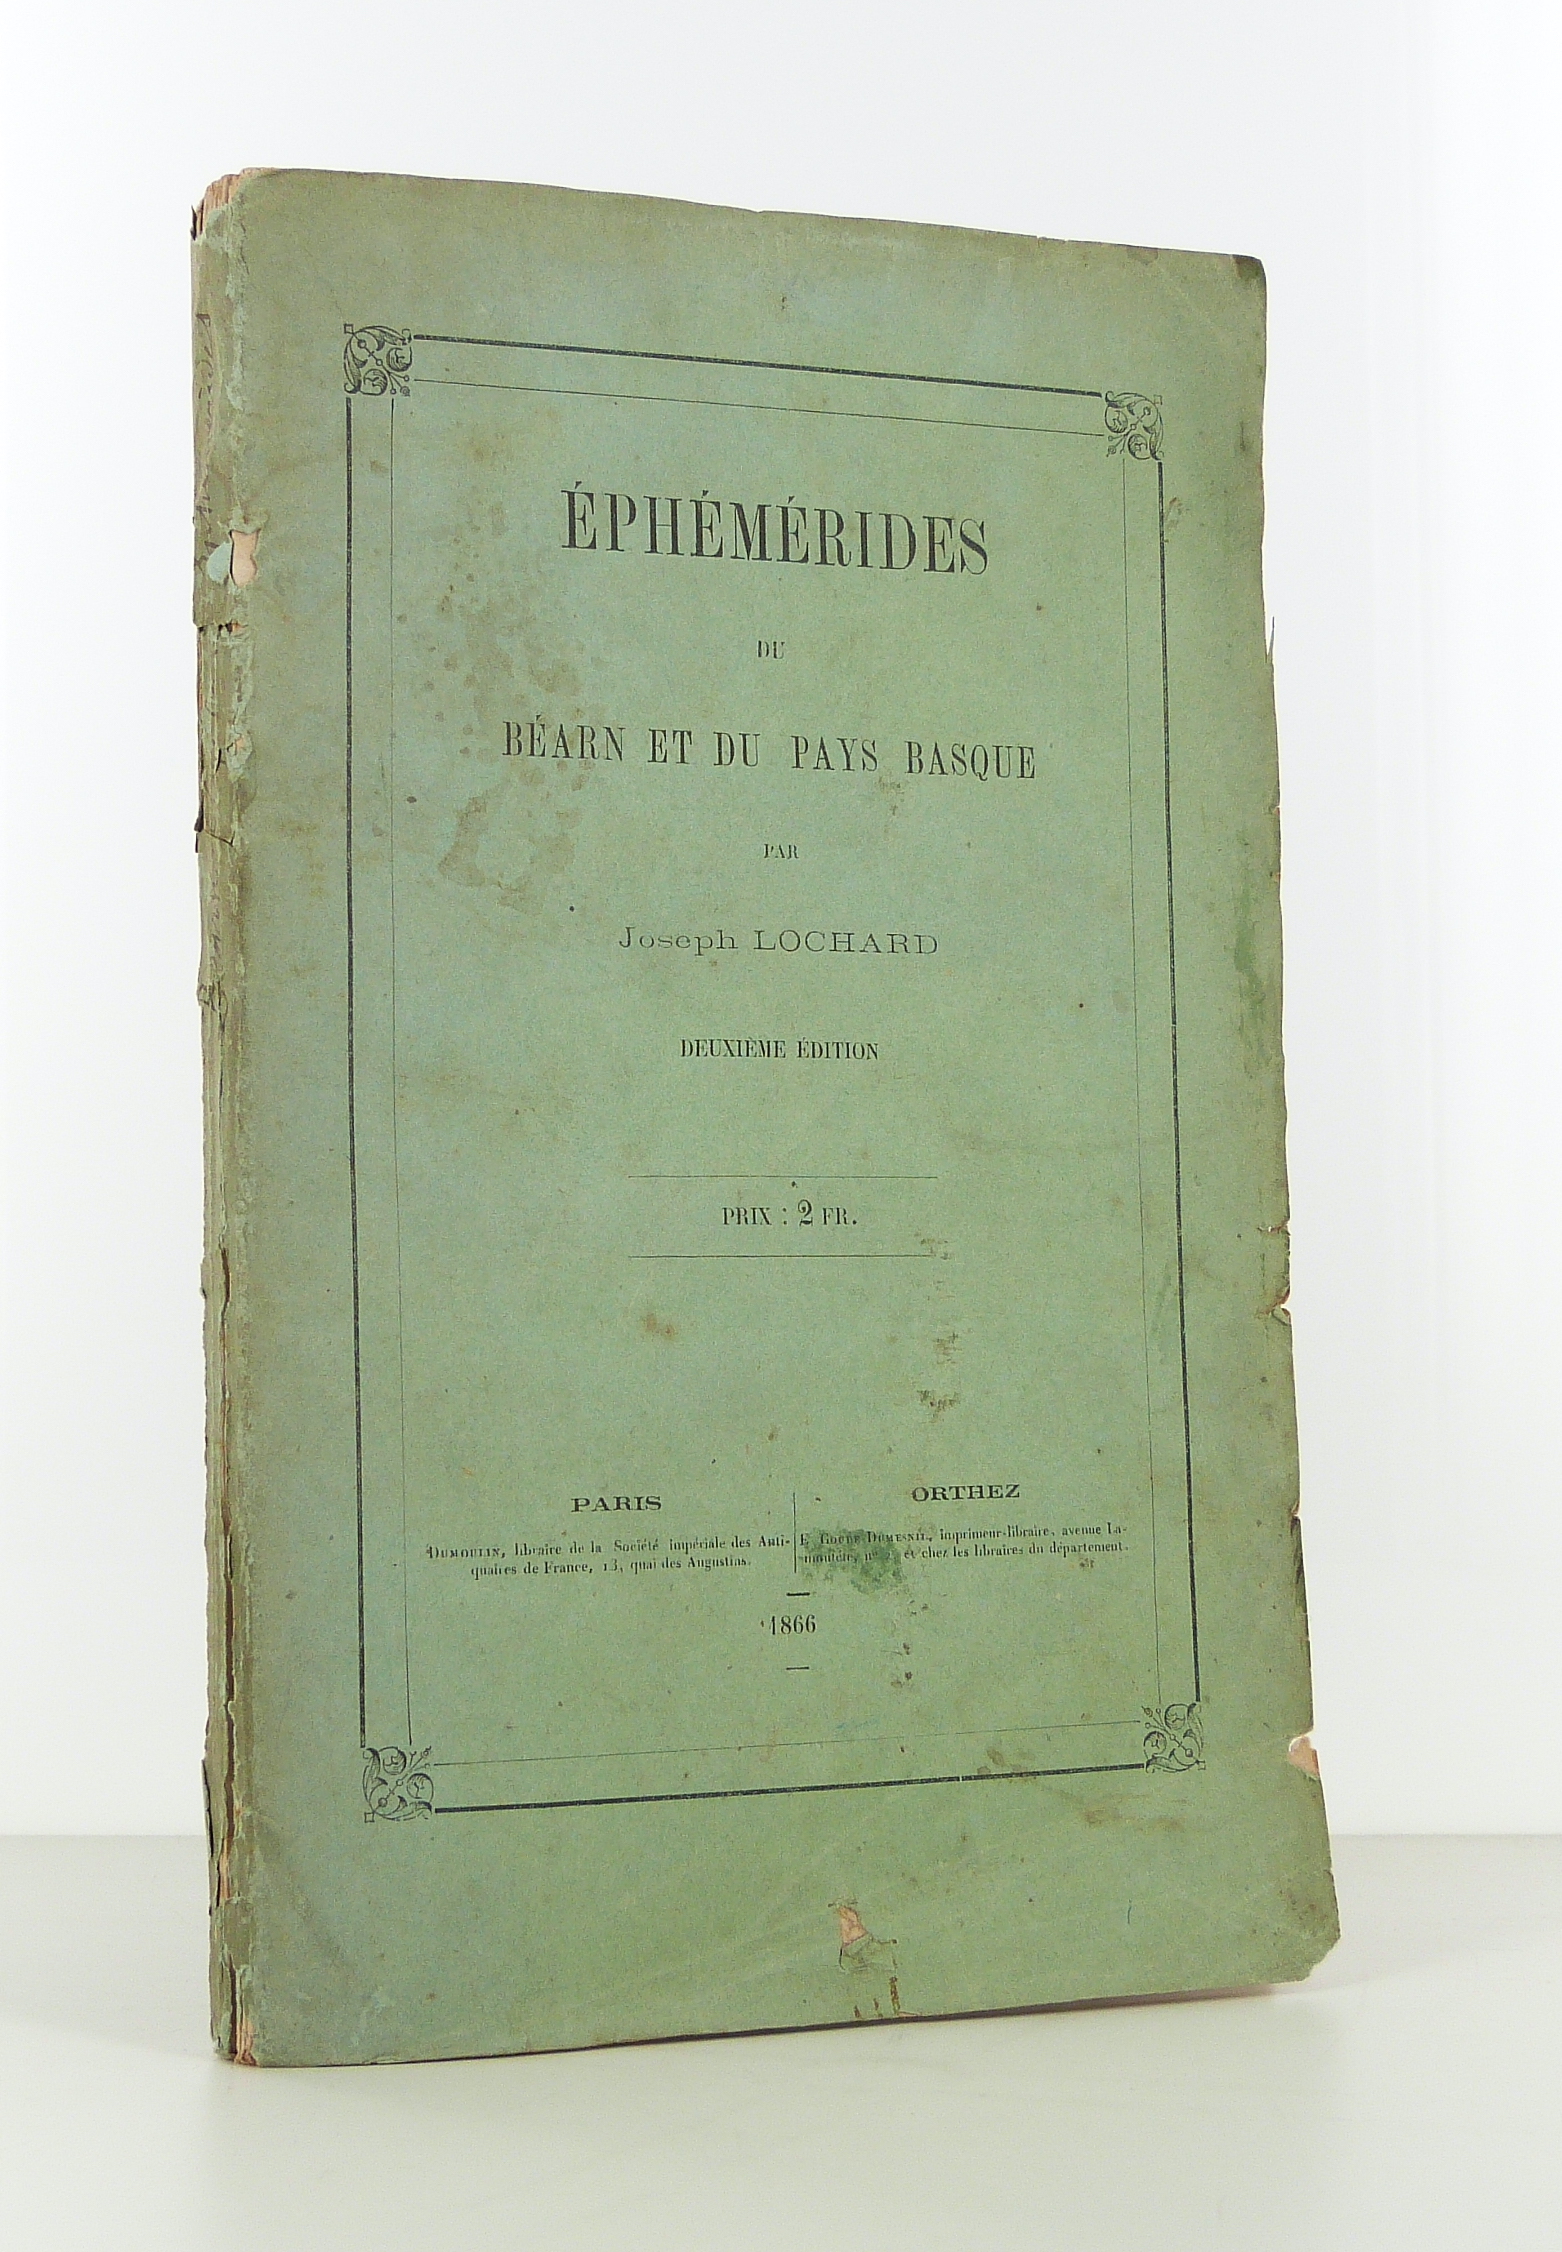 ÉPHÉMÉRIDES
DU
BÉARN ET DU PAYS BASQUE
PAR
Joseph LOCHARD
DEUXIÈME ÉDITION
PRIX : 2 FR.
PARIS
DUMOULIN, libraire de la Société impériale des Anti-
quaires de France, 13, quai des Augustins.
ORTHEZ
DUMESNIL, imprimeur-libraire, avenue La-
et chez les libraires du département.
1866